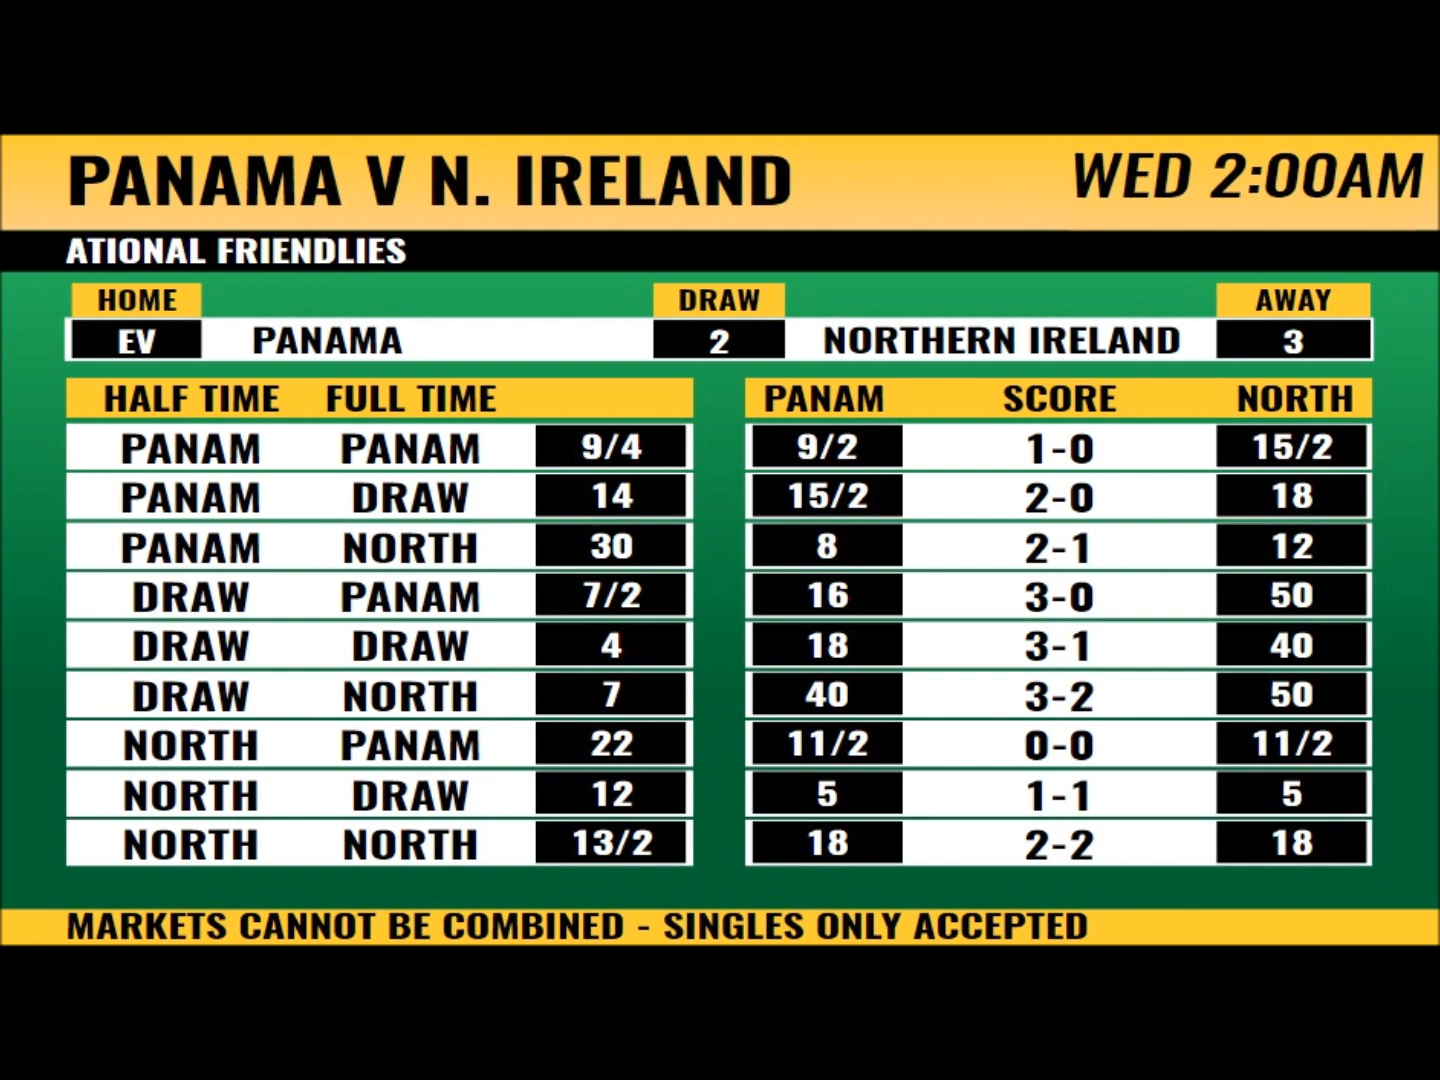 PANAMA V N. IRELAND WED 2:00AM
ATIONAL FRIENDLIES
HOME DRAW AWAY
EV PANAMA 2 NORTHERN IRELAND 3
HALF TIME FULL TIME
PANAM PANAM 9/4
PANAM DRAW 14
PANAM NORTH 30
DRAW PANAM 7/2
DRAW DRAW 4
DRAW NORTH 7
NORTH PANAM 22
NORTH DRAW 12
NORTH NORTH 13/2
PANAM SCORE NORTH
9/2 1-0 15/2
15/2 2-0 18
8 2-1 12
16 3-0 50
18 3-1 40
40 3-2 50
11/2 0-0 11/2
5 1-1 5
18 2-2 18
MARKETS CANNOT BE COMBINED - SINGLES ONLY ACCEPTED